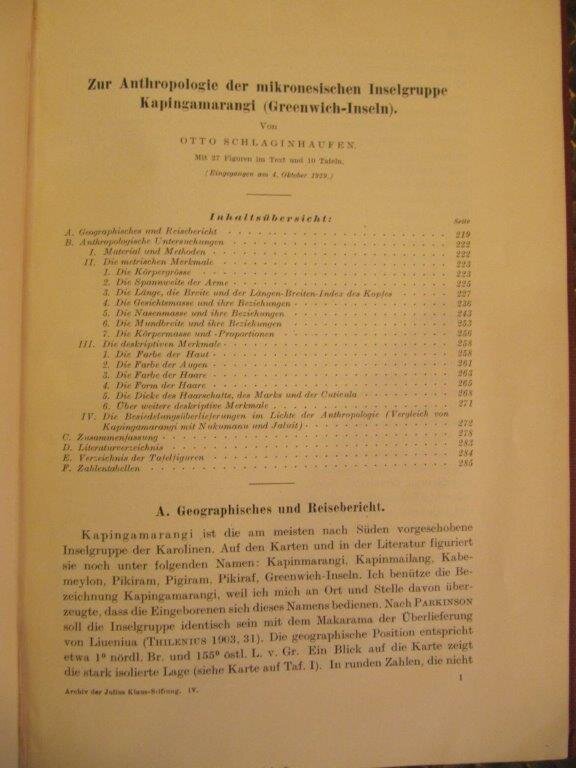 Zur Anthropologie der mikronesischen Inselgruppe
Kapingamarangi (Greenwich-Inseln).
Von
OTTO SCHLAGINHAUFEN.
Mit 27 Figuren im Text und 10 Tafeln.
(Eingegangen am 4. Oktober 1929.)
Inhaltsübersicht:
Seite
A. Geographisches und Reisebericht . . . . . . . . . . 219
B. Anthropologische Untersuchungen . . . . . . . . . . 222
I. Material und Methoden . . . . . . . . . . 222
II. Die metrischen Merkmale . . . . . . . . . . 223
1. Die Körpergrösse . . . . . . . . . . 223
2. Die Spannweite der Arme . . . . . . . . . . 225
3. Die Länge, die Breite und der Längen-Breiten-Index des Kopfes . . . . 227
4. Die Gesichtsmasse und ihre Beziehungen . . . . . . . . . . 236
5. Die Nasenmasse und ihre Beziehungen . . . . . . . . . . 243
6. Die Mundbreite und ihre Beziehungen . . . . . . . . . . 253
7. Die Körpermasse und -Proportionen . . . . . . . . . . 256
III. Die deskriptiven Merkmale . . . . . . . . . . 258
1. Die Farbe der Haut . . . . . . . . . . 258
2. Die Farbe der Augen . . . . . . . . . . 261
3. Die Farbe der Haare . . . . . . . . . . 263
4. Die Form der Haare . . . . . . . . . . 265
5. Die Dicke des Haarschafts, des Marks und der Cuticula . . . . . . 268
6. Über weitere deskriptive Merkmale . . . . . . . . . . 271
IV. Die Besiedelungsüberlieferungen im Lichte der Anthropologie (Vergleich von
Kapingamarangi mit Nukumanu und Jaluit) . . . . . . . . . . 272
C. Zusammenfassung . . . . . . . . . . 278
D. Literaturverzeichnis . . . . . . . . . . 283
E. Verzeichnis der Tafelfiguren . . . . . . . . . . 284
F. Zahlentabellen . . . . . . . . . . 285
A. Geographisches und Reisebericht.
Kapingamarangi ist die am meisten nach Süden vorgeschobene
Inselgruppe der Karolinen. Auf den Karten und in der Literatur figuriert
sie noch unter folgenden Namen: Kapinmarangi, Kapinmailang, Kabe-
meylon, Pikiram, Pigiram, Pikiraf, Greenwich-Inseln. Ich benütze die Be-
zeichnung Kapingamarangi, weil ich mich an Ort und Stelle davon über-
zeugte, dass die Eingeborenen sich dieses Namens bedienen. Nach PARKINSON
soll die Inselgruppe identisch sein mit dem Makarama der Überlieferung
von Liueniua (THILENIUS 1903, 31). Die geographische Position entspricht
etwa 1° nördl. Br. und 155° östl. L. v. Gr. Ein Blick auf die Karte zeigt
die stark isolierte Lage (siehe Karte auf Taf. I). In runden Zahlen, die nicht
Archiv der Julius Klaus-Stiftung. IV.
1